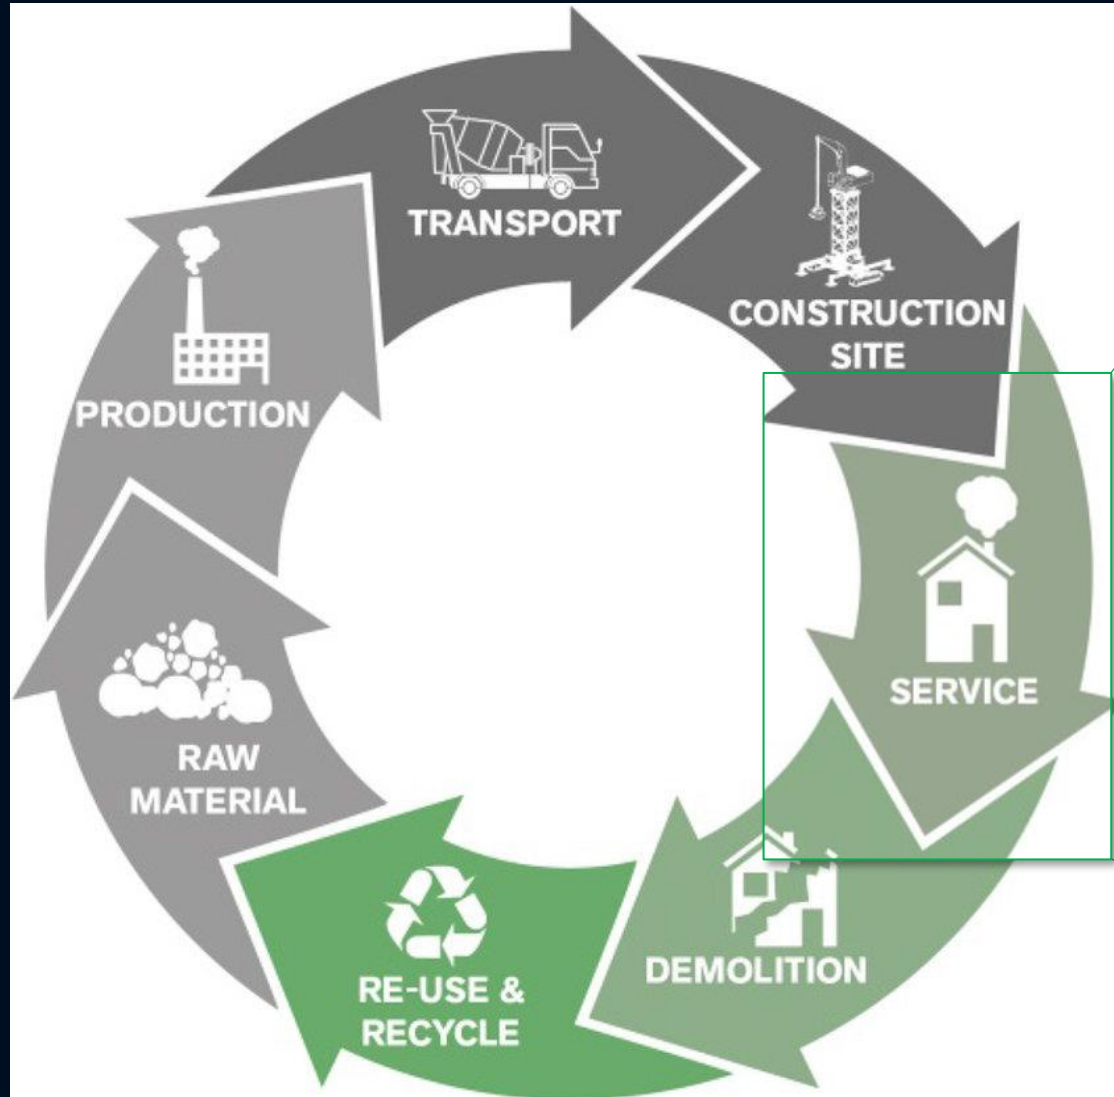 TRANSPORT
CONSTRUCTION
SITE
SERVICE
DEMOLITION
RE-USE &
RECYCLE
RAW
MATERIAL
PRODUCTION